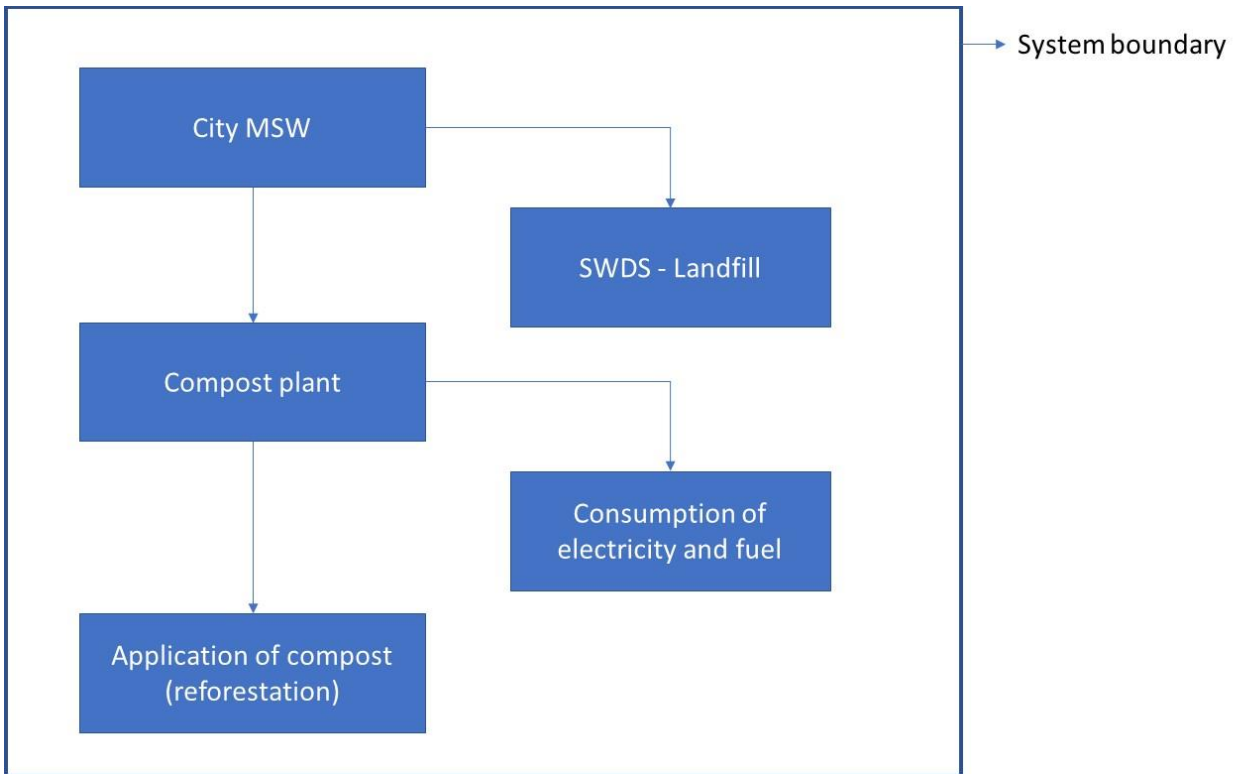 System boundary
City MSW
SWDS - Landfill
Compost plant
Consumption of
electricity and fuel
Application of compost
(reforestation)